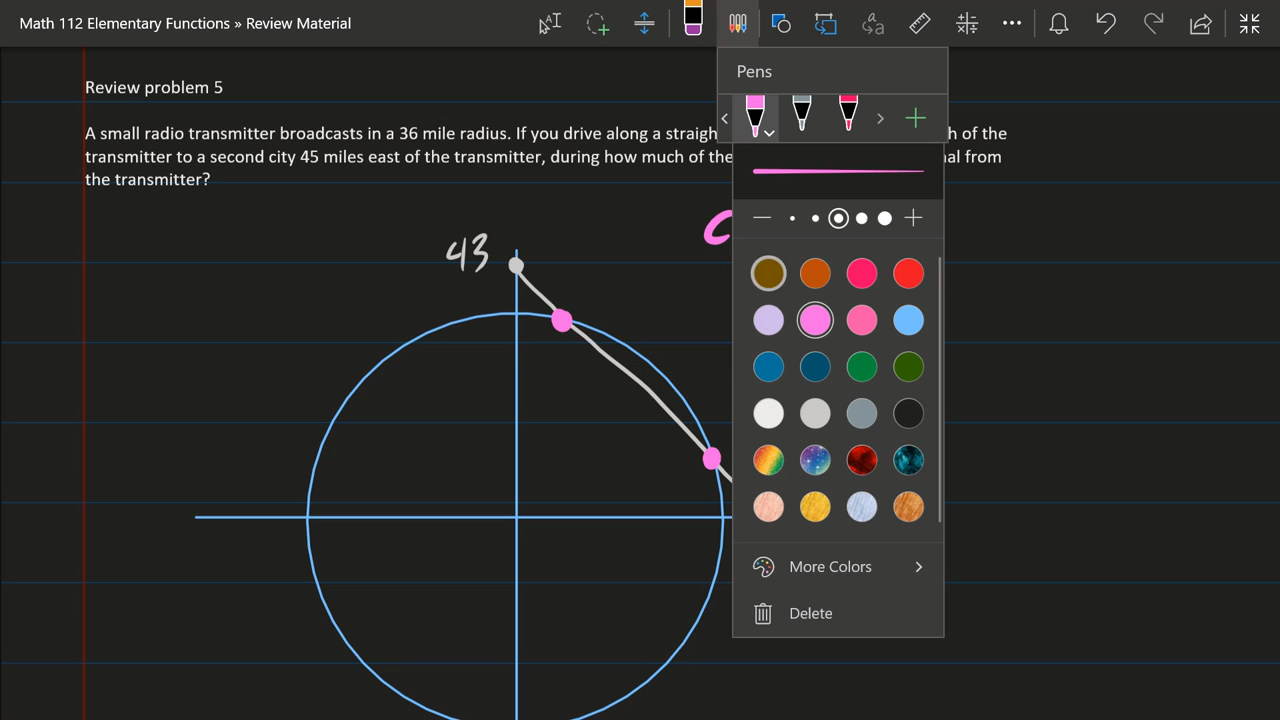 Math 112 Elementary Functions » Review Material
Pens
Review problem 5
A small radio transmitter broadcasts in a 36 mile radius. If you drive along a straigh h of the
transmitter to a second city 45 miles east of the transmitter, during how much of the al from
the transmitter?
43
C
More Colors
Delete